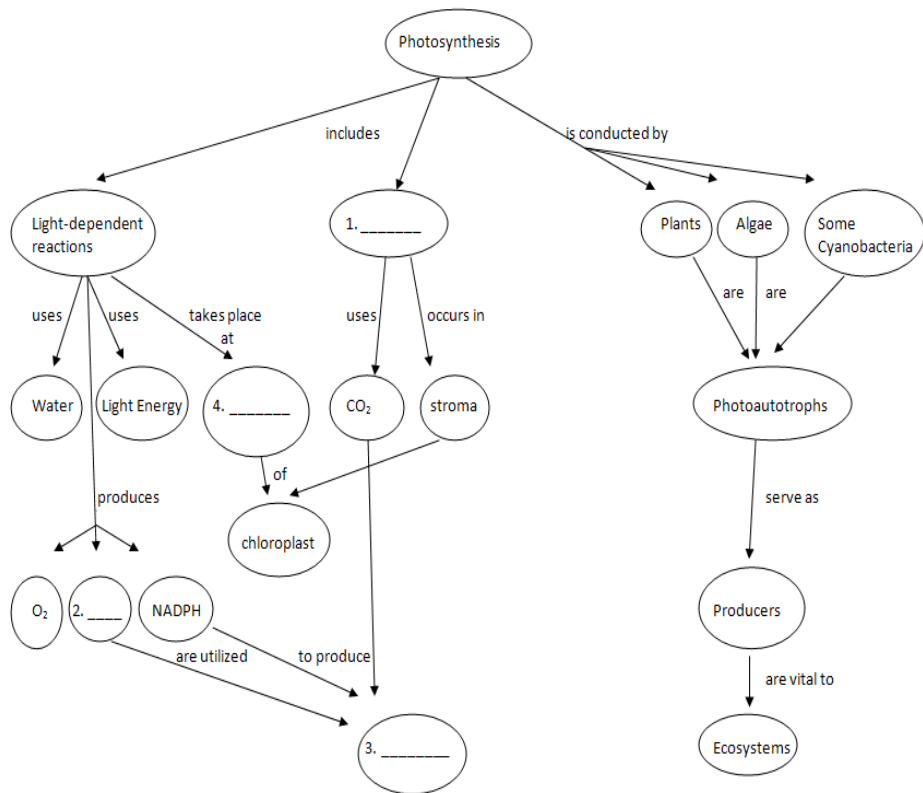 Photosynthesis
includes
is conducted by
Light-dependent
reactions
1. _______
Plants
Algae
Some
Cyanobacteria
uses
uses
takes place
at
uses
occurs in
are
are
Water
Light Energy
4. _______
CO₂
stroma
Photoautotrophs
of
produces
chloroplast
serve as
O₂
2. ____
NADPH
Producers
are utilized
to produce
are vital to
3. ________
Ecosystems